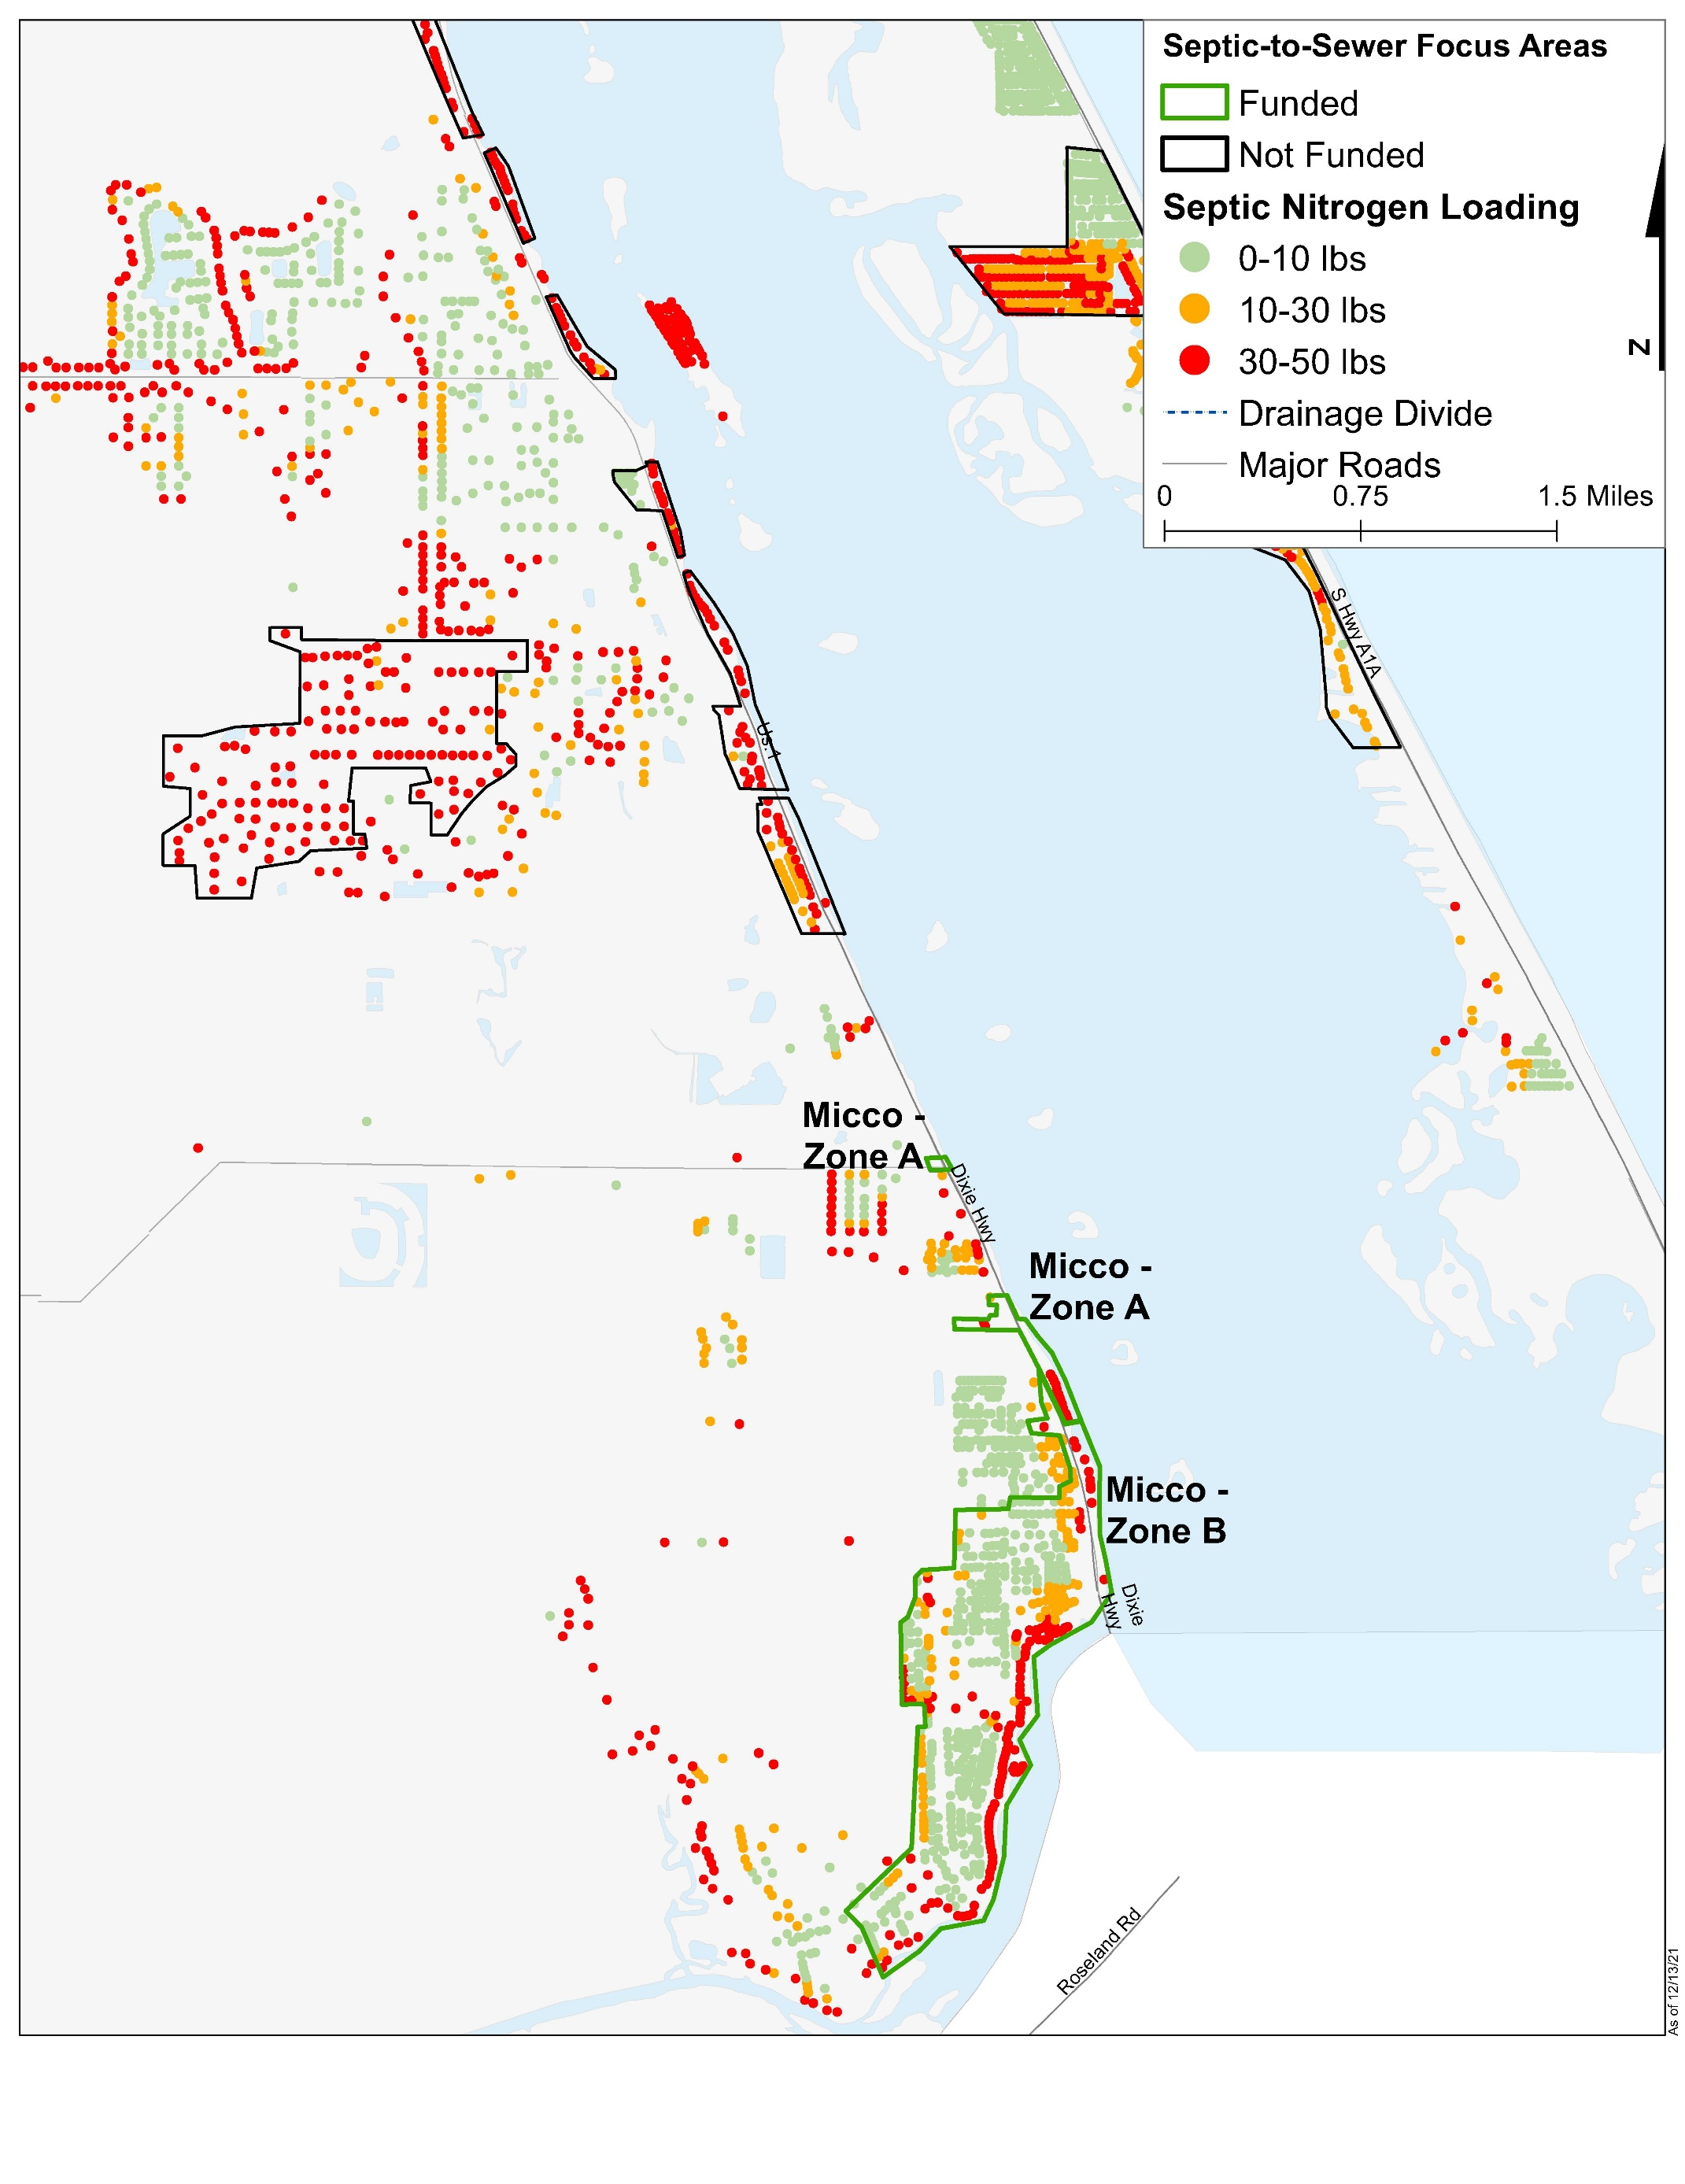 Septic-to-Sewer Focus Areas
Funded
Not Funded
Septic Nitrogen Loading
0-10 lbs
10-30 lbs
30-50 lbs
Drainage Divide
Major Roads
0 0.75 1.5 Miles
N
S Hwy A1A
Us:1
Micco -
Zone A
Dixie Hwy
Micco -
Zone A
Micco -
Zone B
Dixie
Hwy
Roseland Rd
As of 12/13/21